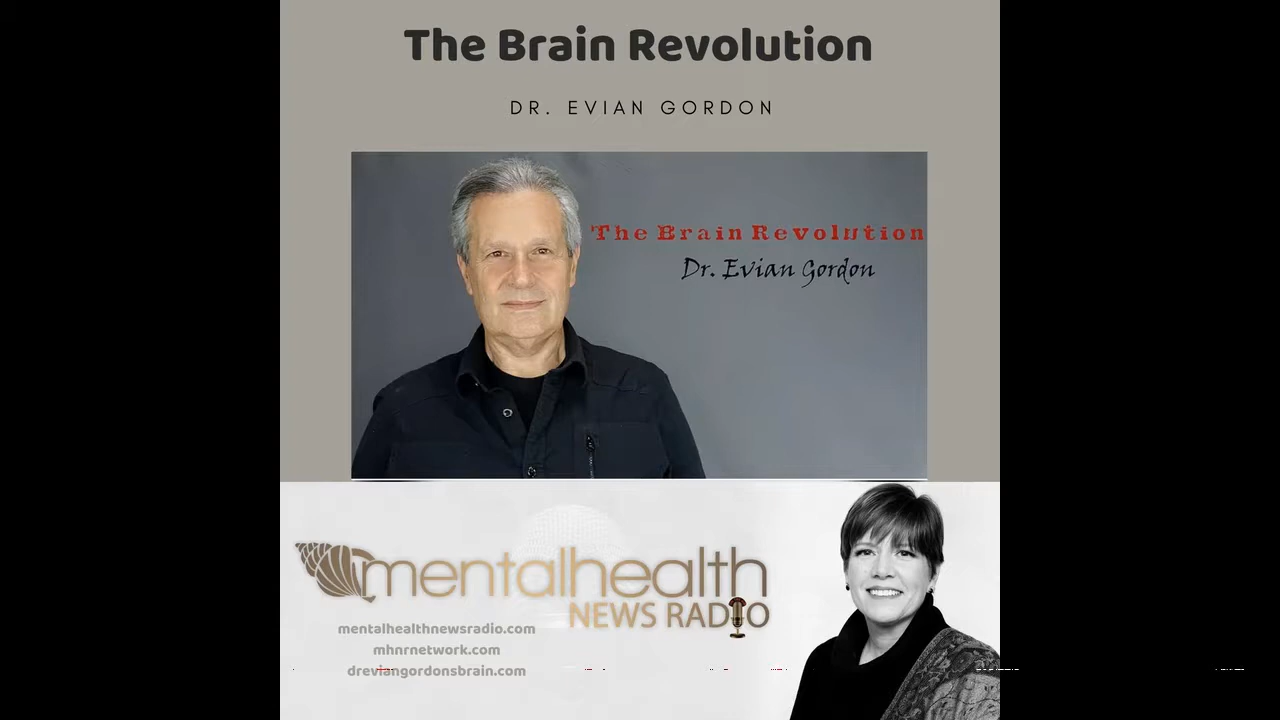 The Brain Revolution
DR. EVIAN GORDON
The Brain Revolution
Dr. Evian Gordon
mentalhealth
NEWS RADIO
mentalhealthnewsradio.com
mhnrnetwork.com
dreviangordonsbrain.com